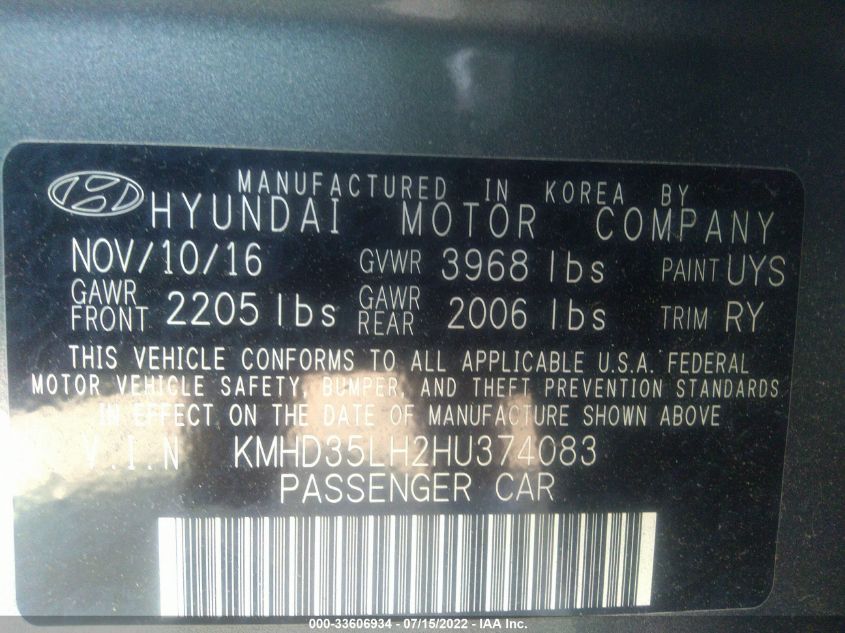 MANUFACTURED IN KOREA BY
HYUNDAI MOTOR COMPANY
NOV/10/16 GVWR 3968 lbs PAINT UYS
GAWR FRONT 2205 lbs GAWR REAR 2006 lbs TRIM RY
THIS VEHICLE CONFORMS TO ALL APPLICABLE U.S.A. FEDERAL
MOTOR VEHICLE SAFETY, BUMPER, AND THEFT PREVENTION STANDARDS
IN EFFECT ON THE DATE OF MANUFACTURE SHOWN ABOVE
V.I.N KMHD35LH2HU374083
PASSENGER CAR
000-33606934 - 07/15/2022 - IAA Inc.